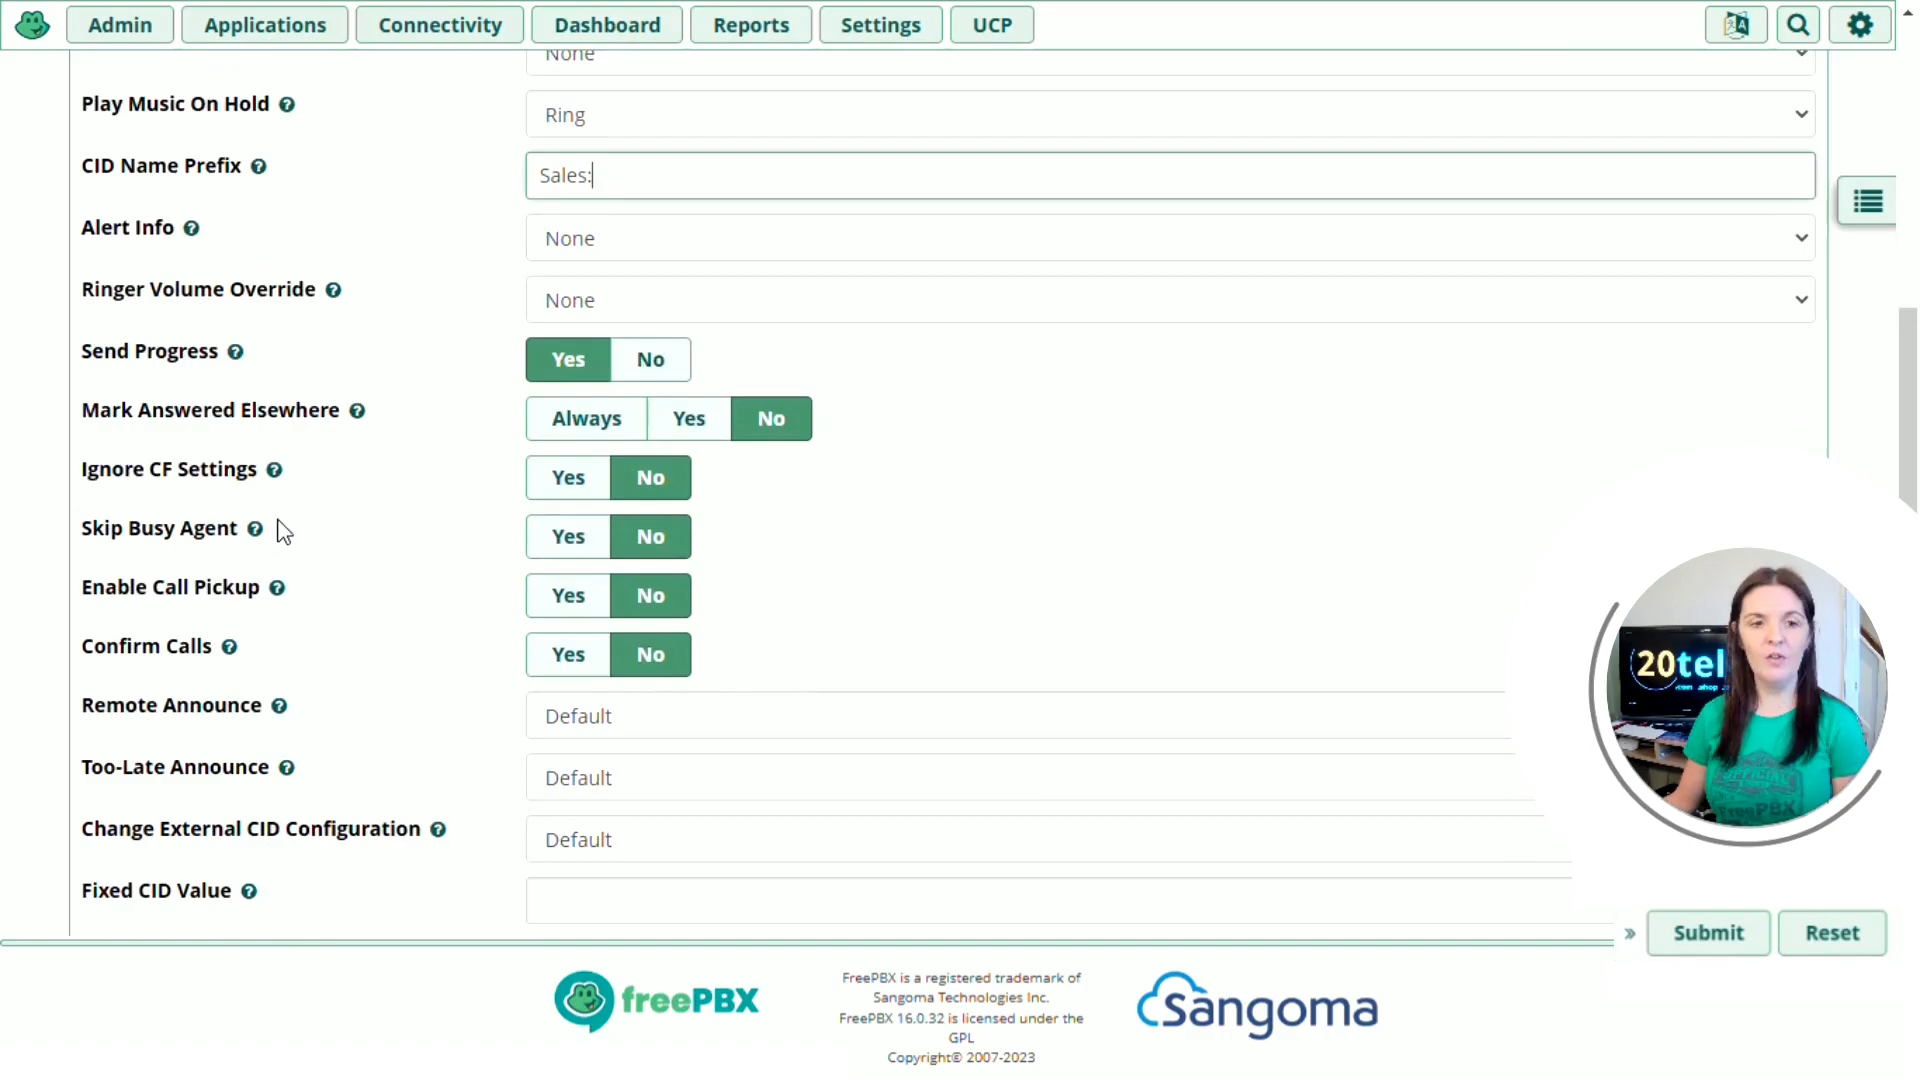 Admin
Applications
Connectivity
Dashboard
Reports
Settings
UCP
None
Play Music On Hold
Ring
CID Name Prefix
Sales:
Alert Info
None
Ringer Volume Override
None
Send Progress
Yes No
Mark Answered Elsewhere
Always Yes No
Ignore CF Settings
Yes No
Skip Busy Agent
Yes No
Enable Call Pickup
Yes No
Confirm Calls
Yes No
Remote Announce
Default
Too-Late Announce
Default
Change External CID Configuration
Default
Fixed CID Value
20tel
Submit Reset
freePBX
FreePBX is a registered trademark of
Sangoma Technologies Inc.
FreePBX 16.0.32 is licensed under the
GPL
Copyright© 2007-2023
Sangoma